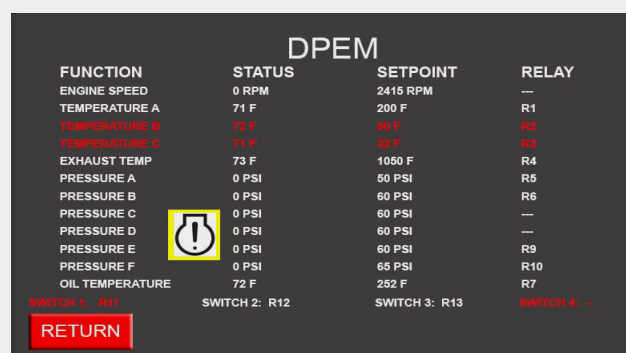 DPEM
FUNCTION STATUS SETPOINT RELAY
ENGINE SPEED 0 RPM 2415 RPM ---
TEMPERATURE A 71 F 200 F R1
TEMPERATURE B 72 F 50 F R2
TEMPERATURE C 71 F 32 F R3
EXHAUST TEMP 73 F 1050 F R4
PRESSURE A 0 PSI 50 PSI R5
PRESSURE B 0 PSI 60 PSI R6
PRESSURE C 0 PSI 60 PSI ---
PRESSURE D 0 PSI 60 PSI ---
PRESSURE E 0 PSI 60 PSI R9
PRESSURE F 0 PSI 65 PSI R10
OIL TEMPERATURE 72 F 252 F R7
SWITCH 1: R11 SWITCH 2: R12 SWITCH 3: R13 SWITCH 4: ---
RETURN